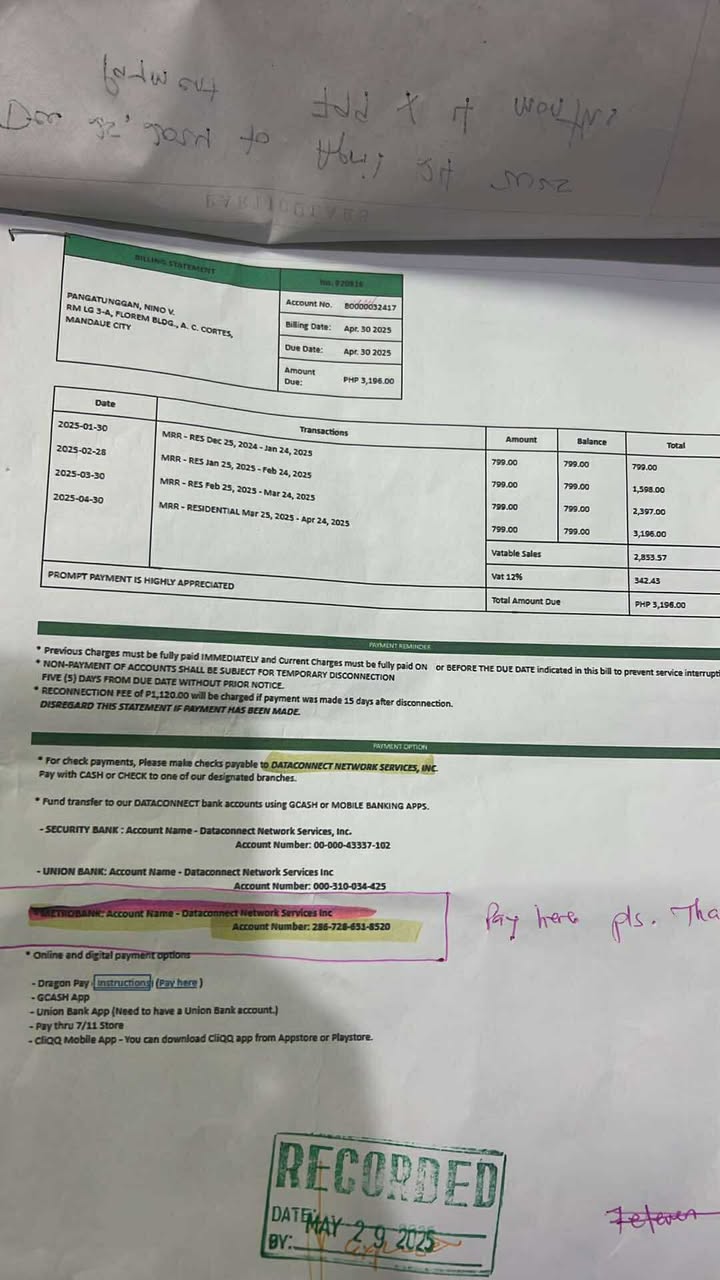 BILLING STATEMENT
No. 920816
PANGATUNGGAN, NINO V.
RM LG 3-A, FLOREM BLDG., A. C. CORTES,
MANDAUE CITY
Account No. B0000032417
Billing Date: Apr. 30 2025
Due Date: Apr. 30 2025
Amount Due: PHP 3,196.00
Date Transactions Amount Balance Total
2025-01-30 MRR - RES Dec 25, 2024 - Jan 24, 2025 799.00 799.00 799.00
2025-02-28 MRR - RES Jan 25, 2025 - Feb 24, 2025 799.00 799.00 1,598.00
2025-03-30 MRR - RES Feb 25, 2025 - Mar 24, 2025 799.00 799.00 2,397.00
2025-04-30 MRR - RESIDENTIAL Mar 25, 2025 - Apr 24, 2025 799.00 799.00 3,196.00
Vatable Sales 2,853.57
Vat 12% 342.43
PROMPT PAYMENT IS HIGHLY APPRECIATED Total Amount Due PHP 3,196.00
PAYMENT REMINDER
* Previous Charges must be fully paid IMMEDIATELY and Current Charges must be fully paid ON or BEFORE THE DUE DATE indicated in this bill to prevent service interrupti
* NON-PAYMENT OF ACCOUNTS SHALL BE SUBJECT FOR TEMPORARY DISCONNECTION
FIVE (5) DAYS FROM DUE DATE WITHOUT PRIOR NOTICE.
* RECONNECTION FEE of P1,120.00 will be charged if payment was made 15 days after disconnection.
DISREGARD THIS STATEMENT IF PAYMENT HAS BEEN MADE.
PAYMENT OPTION
* For check payments, Please make checks payable to DATACONNECT NETWORK SERVICES, INC.
Pay with CASH or CHECK to one of our designated branches.
* Fund transfer to our DATACONNECT bank accounts using GCASH or MOBILE BANKING APPS.
- SECURITY BANK : Account Name - Dataconnect Network Services, Inc.
Account Number: 00-000-43337-102
- UNION BANK: Account Name - Dataconnect Network Services Inc
Account Number: 000-310-034-425
- METROBANK: Account Name - Dataconnect Network Services Inc
Account Number: 286-728-651-8520
Pay here pls. Tha
* Online and digital payment options
- Dragon Pay (instructions) (Pay here )
- GCASH App
- Union Bank App (Need to have a Union Bank account.)
- Pay thru 7/11 Store
- CliQQ Mobile App - You can download CliQQ app from Appstore or Playstore.
RECORDED
DATE: MAY 29 2025
BY: